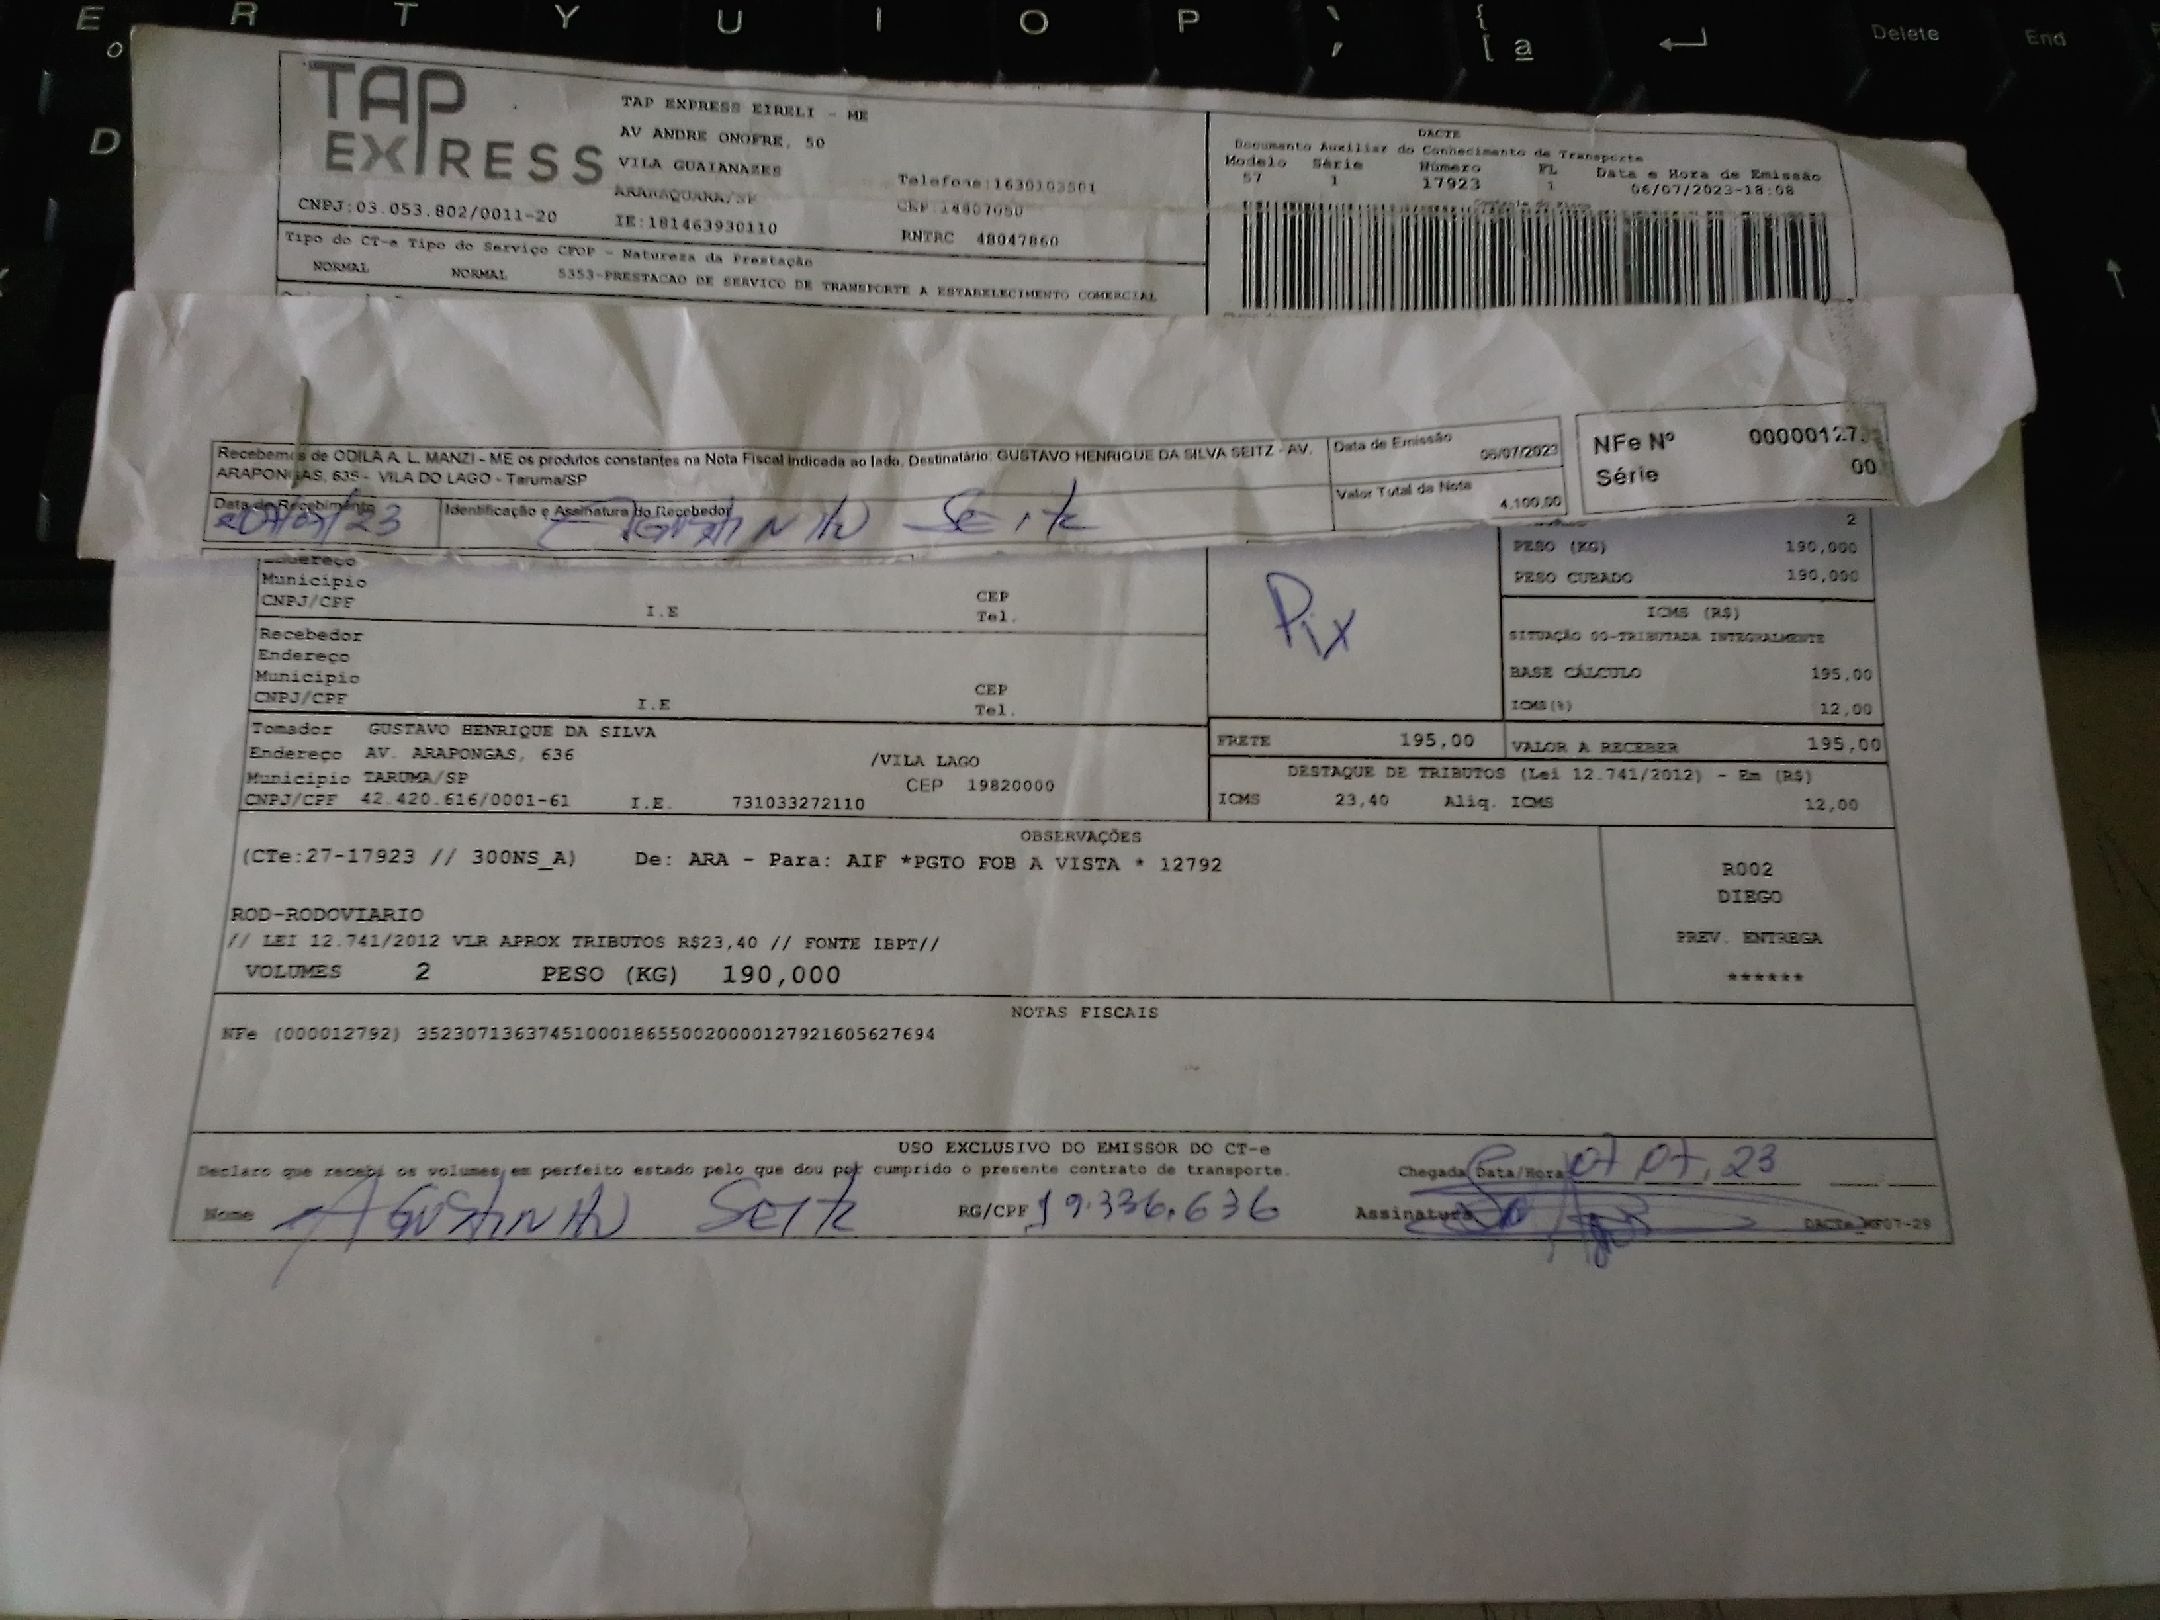 E R T Y U I O P ` { Delete End
[ ª
D
TAP EXPRESS
TAP EXPRESS EIRELI - ME
AV ANDRE ONOFRE, 50
VILA GUAIANAZES
ARARAQUARA/SP
Telefone:1630103501
CEP:14807050
CNPJ:03.053.802/0011-20
IE:181463930110
RNTRC 48047860
DACTE
Documento Auxiliar do Conhecimento de Transporte
Modelo Série Número FL Data e Hora de Emissão
57 1 17923 1 06/07/2023-18:08
Tipo do CT-e Tipo do Serviço CFOP - Natureza da Prestação
NORMAL NORMAL 5353-PRESTACAO DE SERVICO DE TRANSPORTE A ESTABELECIMENTO COMERCIAL
Recebemos de ODILA A. L. MANZI - ME os produtos constantes na Nota Fiscal indicada ao lado. Destinatário: GUSTAVO HENRIQUE DA SILVA SEITZ - AV.
ARAPONGAS, 635 - VILA DO LAGO - Taruma/SP
Data de Emissão
06/07/2023
Valor Total da Nota
4.100,00
NFe Nº
Série 00
Data de Recebimento
Identificação e Assinatura do Recebedor
AGUSTINHO SEITZ
2
PESO (KG) 190,000
PESO CUBADO 190,000
Endereço
Município CEP
CNPJ/CPF I.E Tel.
Recebedor
Endereço
Município CEP
CNPJ/CPF I.E Tel.
Pix
ICMS (R$)
SITUAÇÃO 00-TRIBUTADA INTEGRALMENTE
BASE CÁLCULO 195,00
ICMS(%) 12,00
Tomador GUSTAVO HENRIQUE DA SILVA
Endereço AV. ARAPONGAS, 636 /VILA LAGO
Município TARUMA/SP CEP 19820000
CNPJ/CPF 42.420.616/0001-61 I.E. 731033272110
FRETE 195,00 VALOR A RECEBER 195,00
DESTAQUE DE TRIBUTOS (Lei 12.741/2012) - Em (R$)
ICMS 23,40 Aliq. ICMS 12,00
OBSERVAÇÕES
(CTe:27-17923 // 300NS_A) De: ARA - Para: AIF *PGTO FOB A VISTA * 12792
ROD-RODOVIARIO
// LEI 12.741/2012 VLR APROX TRIBUTOS R$23,40 // FONTE IBPT//
VOLUMES 2 PESO (KG) 190,000
R002
DIEGO
PREV. ENTREGA
******
NOTAS FISCAIS
NFe (000012792) 35230713637451000186550020000127921605627694
USO EXCLUSIVO DO EMISSOR DO CT-e
Declaro que recebi os volumes em perfeito estado pelo que dou por cumprido o presente contrato de transporte.
Chegada Data/Hora 07,07,23
Nome AGUSTINHO SEITZ RG/CPF 19.336.636 Assinatura